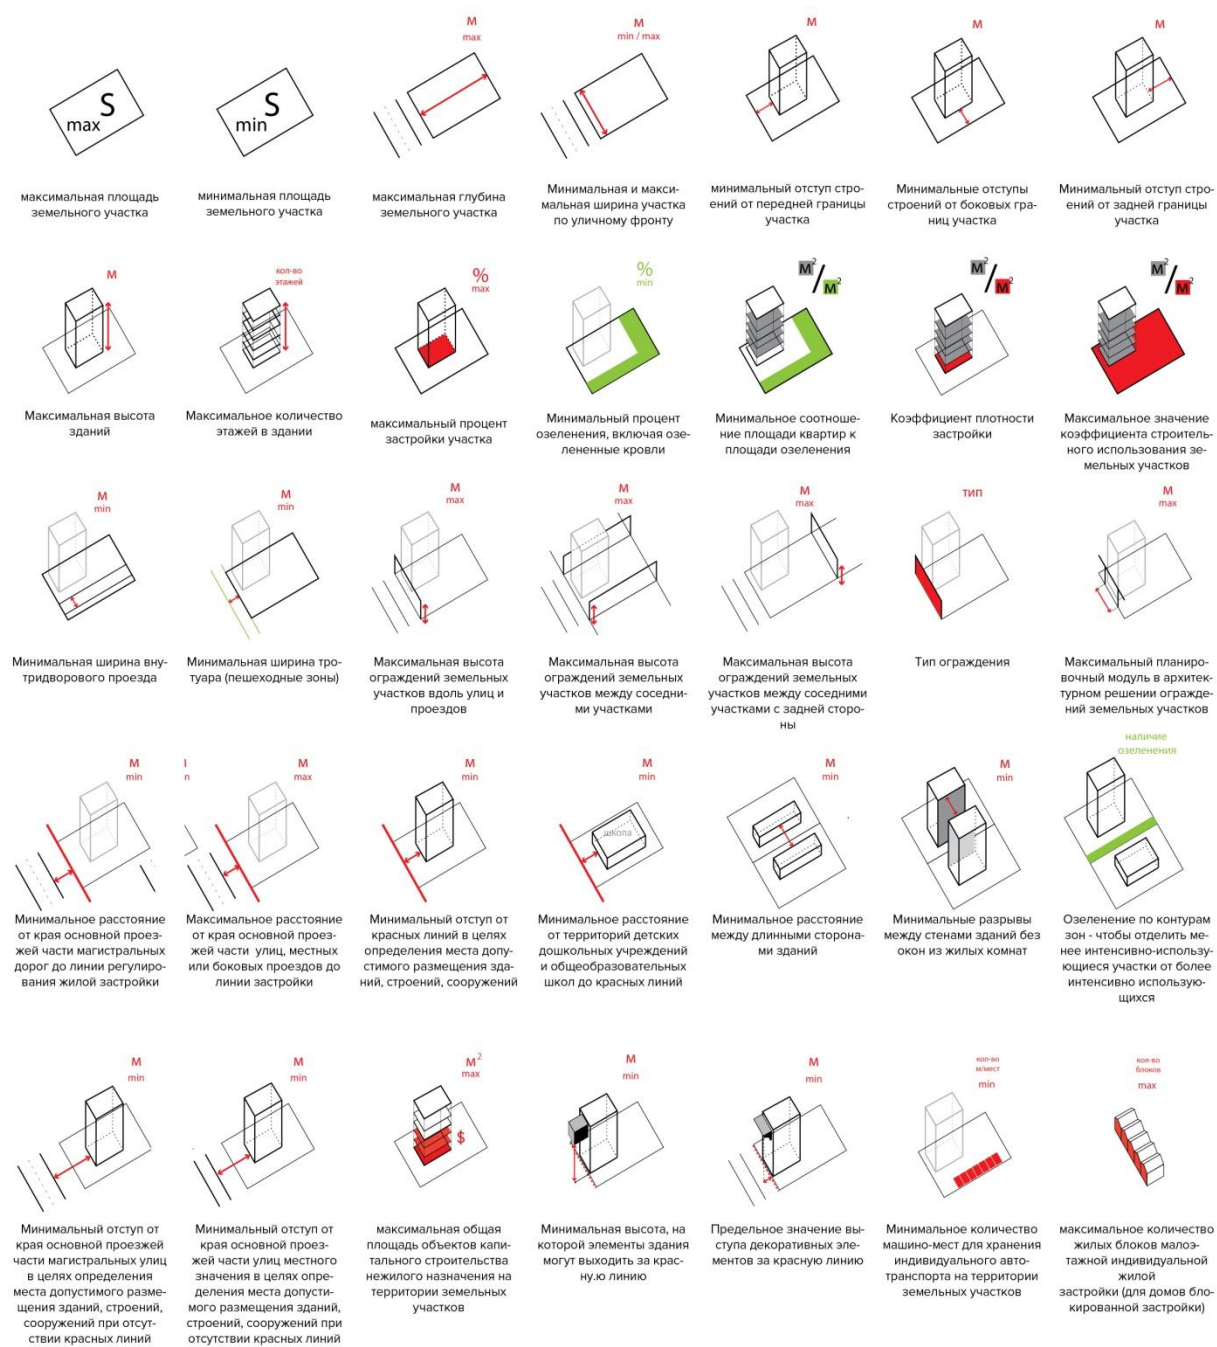 S
max
максимальная площадь
земельного участка
S
min
минимальная площадь
земельного участка
М
max
максимальная глубина
земельного участка
М
min / max
Минимальная и макси-
мальная ширина участка
по уличному фронту
минимальный отступ стро-
ений от передней границы
участка
Минимальные отступы
строений от боковых гра-
ниц участка
Минимальный отступ стро-
ений от задней границы
участка
М
Максимальная высота
зданий
кол-во
этажей
Максимальное количество
этажей в здании
%
max
максимальный процент
застройки участка
%
min
Минимальный процент
озеленения, включая озе-
лененные кровли
М2/М2
Минимальное соотноше-
ние площади квартир к
площади озеленения
М2/М2
Коэффициент плотности
застройки
М2/М2
Максимальное значение
коэффициента строитель-
ного использования зе-
мельных участков
М
min
Минимальная ширина вну-
тридворового проезда
М
min
Минимальная ширина тро-
туара (пешеходные зоны)
М
max
Максимальная высота
ограждений земельных
участков вдоль улиц и
проездов
М
max
Максимальная высота
ограждений земельных
участков между соседни-
ми участками
М
max
Максимальная высота
ограждений земельных
участков между соседними
участками с задней сторо-
ны
тип
Тип ограждения
М
max
Максимальный планиро-
вочный модуль в архитек-
турном решении огражде-
ний земельных участков
М
min
Минимальное расстояние
от края основной проез-
жей части магистральных
дорог до линии регулиро-
вания жилой застройки
n
М
max
Максимальное расстояние
от края основной проез-
жей части улиц, местных
или боковых проездов до
линии застройки
М
min
Минимальный отступ от
красных линий в целях
определения места допу-
стимого размещения зда-
ний, строений, сооружений
М
min
школа
Минимальное расстояние
от территорий детских
дошкольных учреждений
и общеобразовательных
школ до красных линий
М
min
Минимальное расстояние
между длинными сторона-
ми зданий
М
min
Минимальные разрывы
между стенами зданий без
окон из жилых комнат
наличие
озеленения
Озеленение по контурам
зон - чтобы отделить ме-
нее интенсивно-использу-
ющиеся участки от более
интенсивно использую-
щихся
М
min
Минимальный отступ от
края основной проезжей
части магистральных улиц
в целях определения
места допустимого разме-
щения зданий, строений,
сооружений при отсут-
ствии красных линий
М
min
Минимальный отступ от
края основной проез-
жей части улиц местного
значения в целях опре-
деления места допусти-
мого размещения зданий,
строений, сооружений при
отсутствии красных линий
М2
max
$
максимальная общая
площадь объектов капи-
тального строительства
нежилого назначения на
территории земельных
участков
М
min
Минимальная высота, на
которой элементы здания
могут выходить за крас-
ну.ю линию
М
min
Предельное значение вы-
ступа декоративных эле-
ментов за красную линию
кол-во
м/мест
min
Минимальное количество
машино-мест для хранения
индивидуального авто-
транспорта на территории
земельных участков
кол-во
блоков
max
максимальное количество
жилых блоков малоэ-
тажной индивидуальной
жилой
застройки (для домов бло-
кированной застройки)